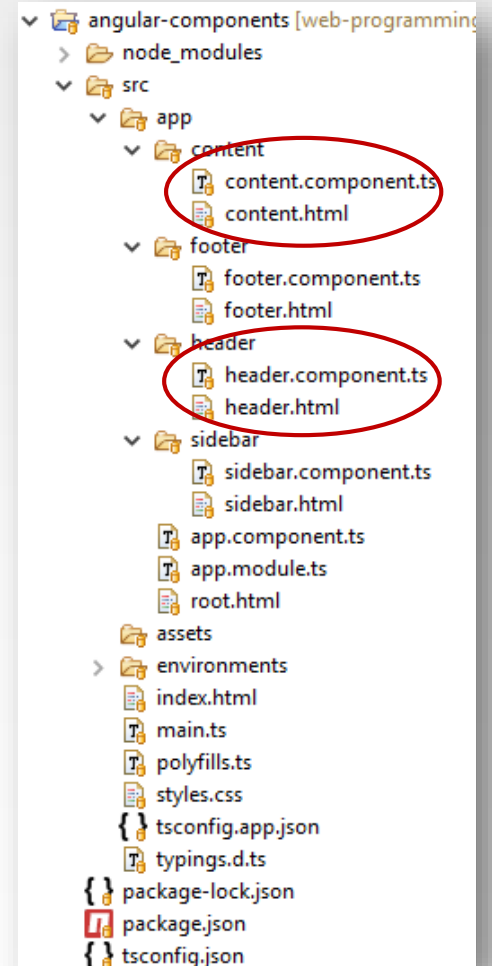 angular-components [web-programming
node_modules
src
app
content
content.component.ts
content.html
footer
footer.component.ts
footer.html
header
header.component.ts
header.html
sidebar
sidebar.component.ts
sidebar.html
app.component.ts
app.module.ts
root.html
assets
environments
index.html
main.ts
polyfills.ts
styles.css
tsconfig.app.json
typings.d.ts
package-lock.json
package.json
tsconfig.json